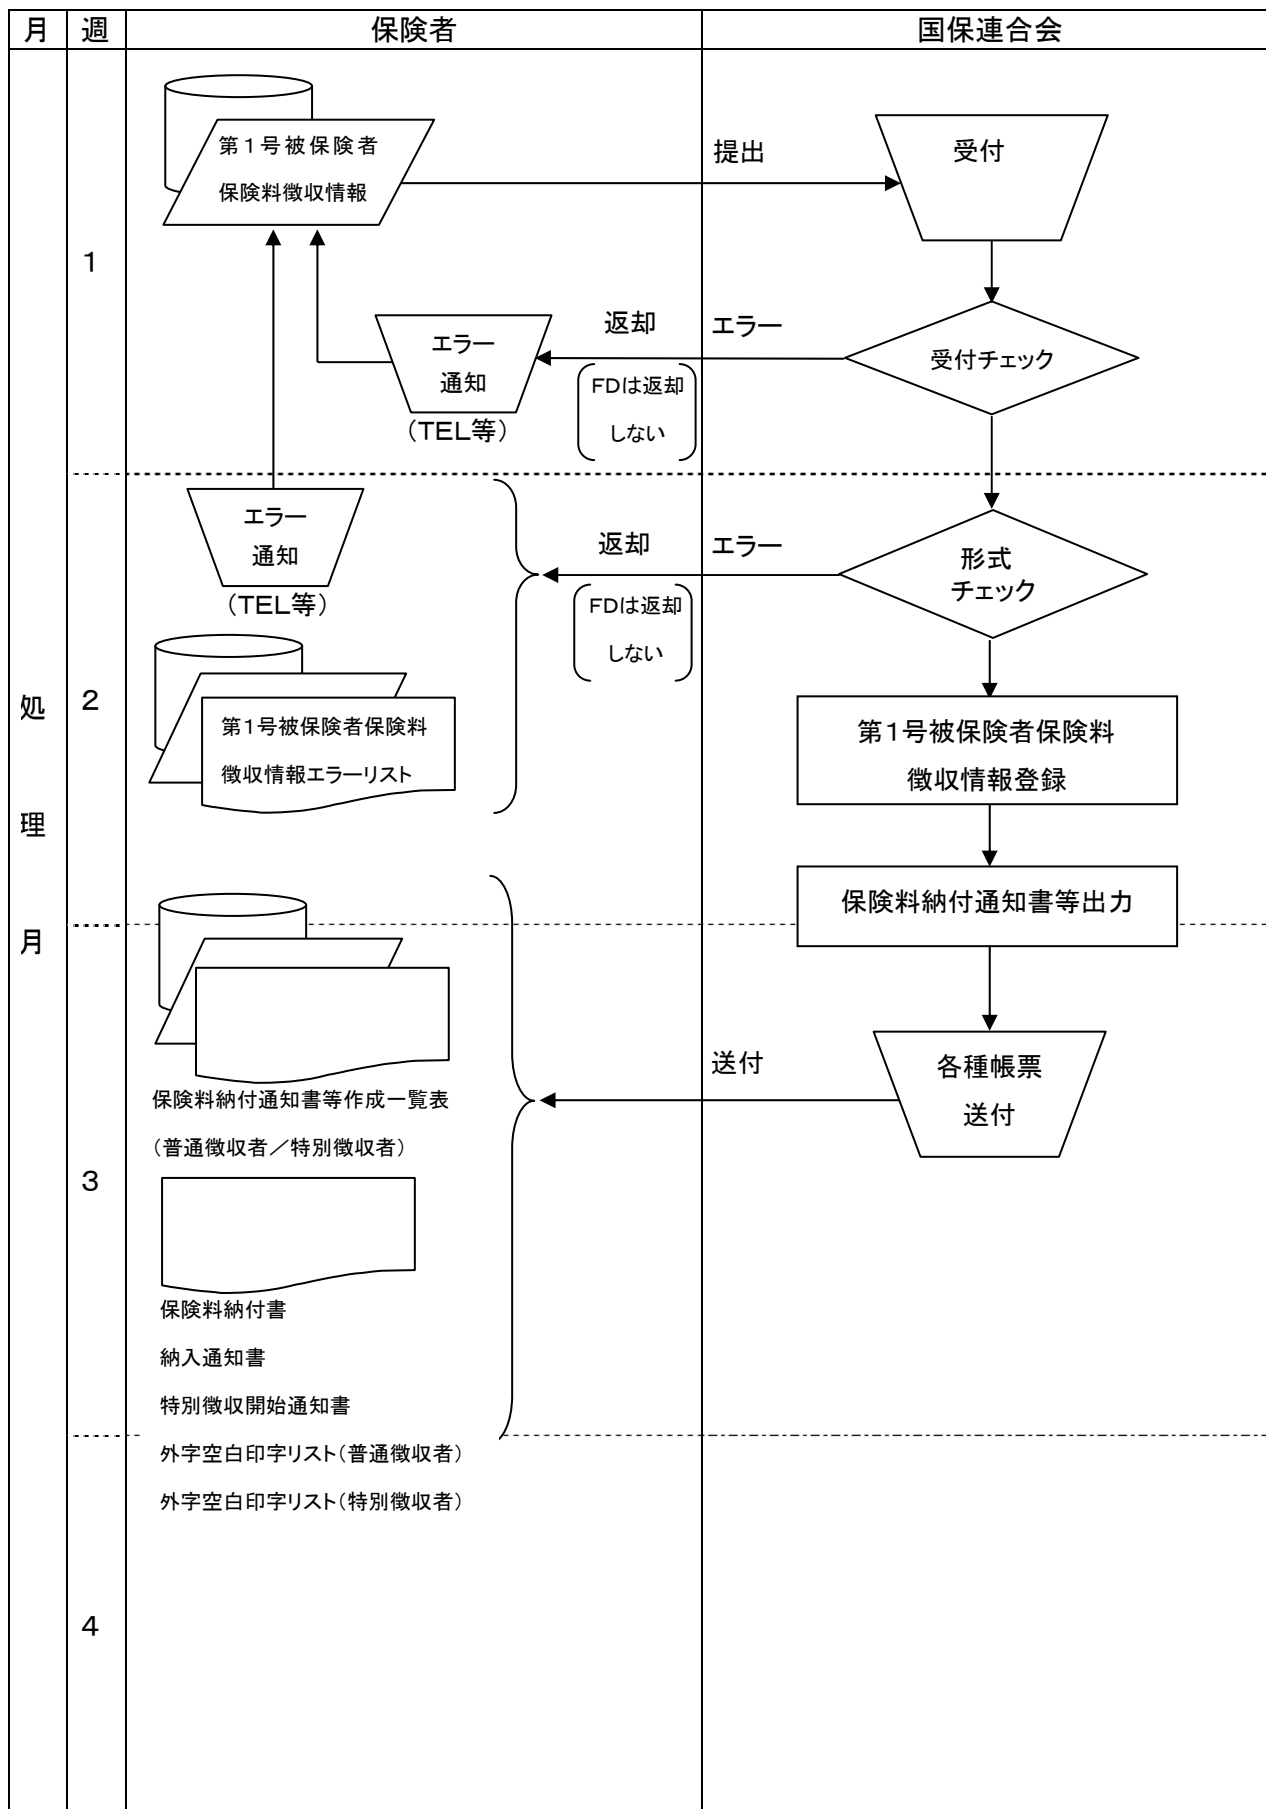 月 週 保険者 国保連合会
第１号被保険者
保険料徴収情報
提出
受付
1
エラー
通知
(TEL等)
返却
エラー
FDは返却
しない
受付チェック
エラー
通知
(TEL等)
返却
エラー
FDは返却
しない
形式
チェック
処
理
月
2
第1号被保険者保険料
徴収情報エラーリスト
第1号被保険者保険料
徴収情報登録
保険料納付通知書等出力
送付
各種帳票
送付
保険料納付通知書等作成一覧表
(普通徴収者／特別徴収者)
3
保険料納付書
納入通知書
特別徴収開始通知書
外字空白印字リスト(普通徴収者)
外字空白印字リスト(特別徴収者)
4